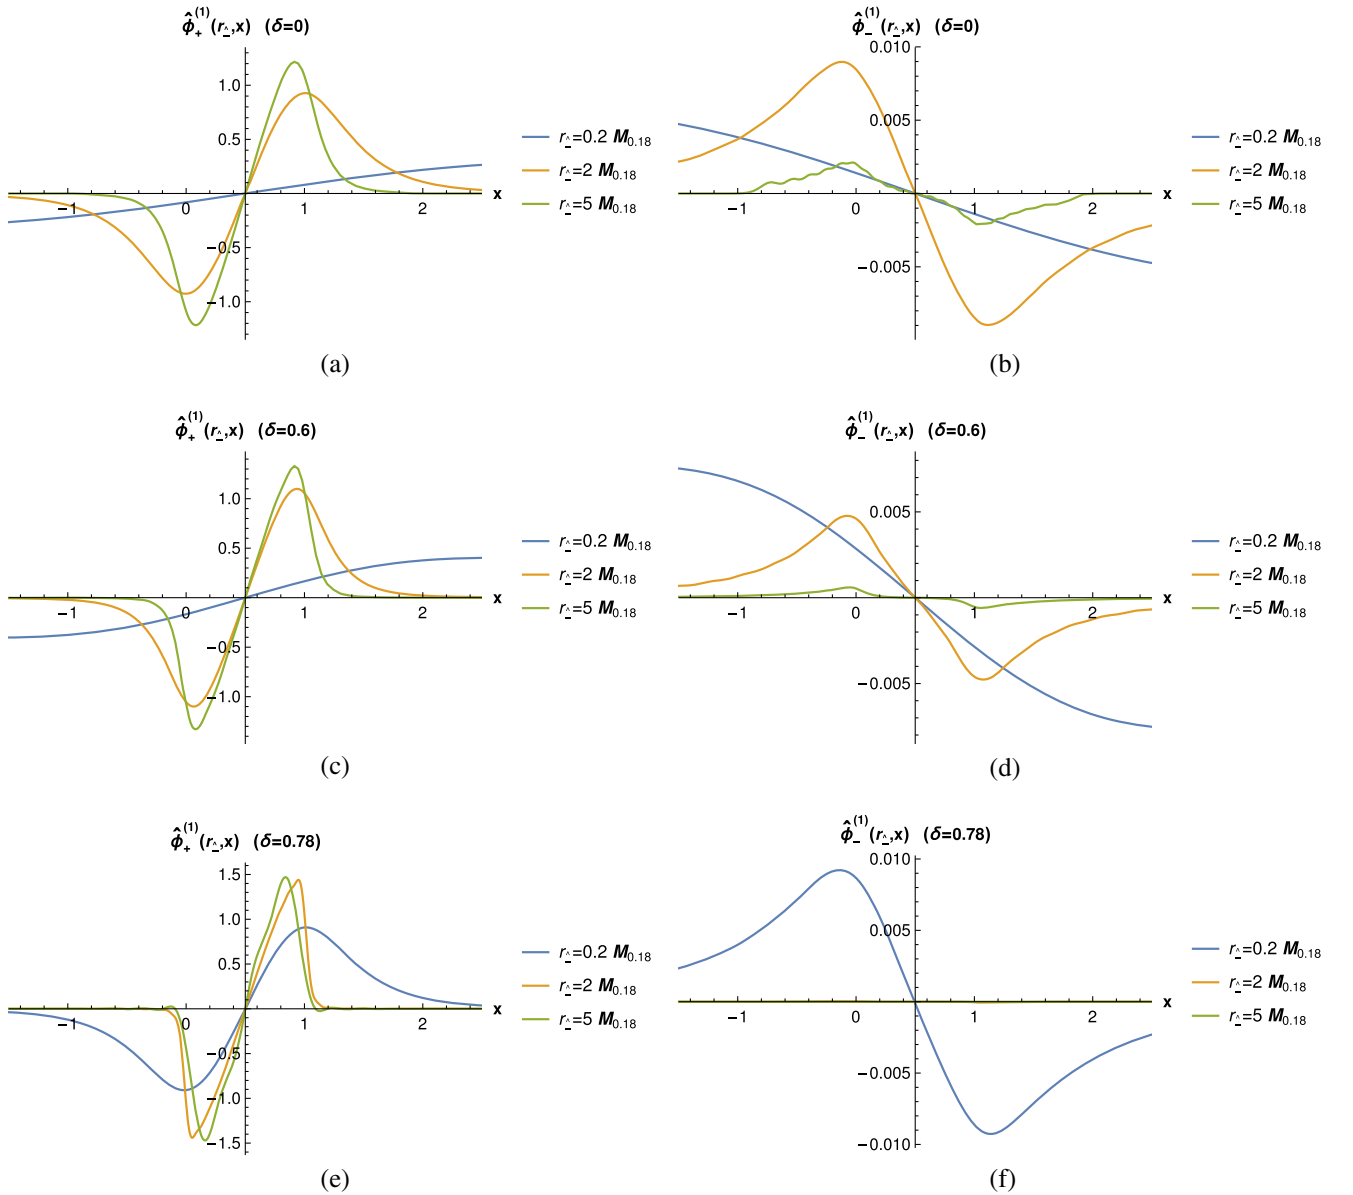 ϕ̂₊⁽¹⁾(r₋̂,x) (δ=0)
1.0
0.5
−0.5
−1.0
−1 0 1 2 x
r₋̂=0.2 M₀.₁₈
r₋̂=2 M₀.₁₈
r₋̂=5 M₀.₁₈
(a)
ϕ̂₋⁽¹⁾(r₋̂,x) (δ=0)
0.010
0.005
−0.005
−1 0 1 2 x
r₋̂=0.2 M₀.₁₈
r₋̂=2 M₀.₁₈
r₋̂=5 M₀.₁₈
(b)
ϕ̂₊⁽¹⁾(r₋̂,x) (δ=0.6)
1.0
0.5
−0.5
−1.0
−1 0 1 2 x
r₋̂=0.2 M₀.₁₈
r₋̂=2 M₀.₁₈
r₋̂=5 M₀.₁₈
(c)
ϕ̂₋⁽¹⁾(r₋̂,x) (δ=0.6)
0.005
−0.005
−1 0 1 2 x
r₋̂=0.2 M₀.₁₈
r₋̂=2 M₀.₁₈
r₋̂=5 M₀.₁₈
(d)
ϕ̂₊⁽¹⁾(r₋̂,x) (δ=0.78)
1.5
1.0
0.5
−0.5
−1.0
−1.5
−1 0 1 2 x
r₋̂=0.2 M₀.₁₈
r₋̂=2 M₀.₁₈
r₋̂=5 M₀.₁₈
(e)
ϕ̂₋⁽¹⁾(r₋̂,x) (δ=0.78)
0.010
0.005
−0.005
−0.010
−1 0 1 2 x
r₋̂=0.2 M₀.₁₈
r₋̂=2 M₀.₁₈
r₋̂=5 M₀.₁₈
(f)